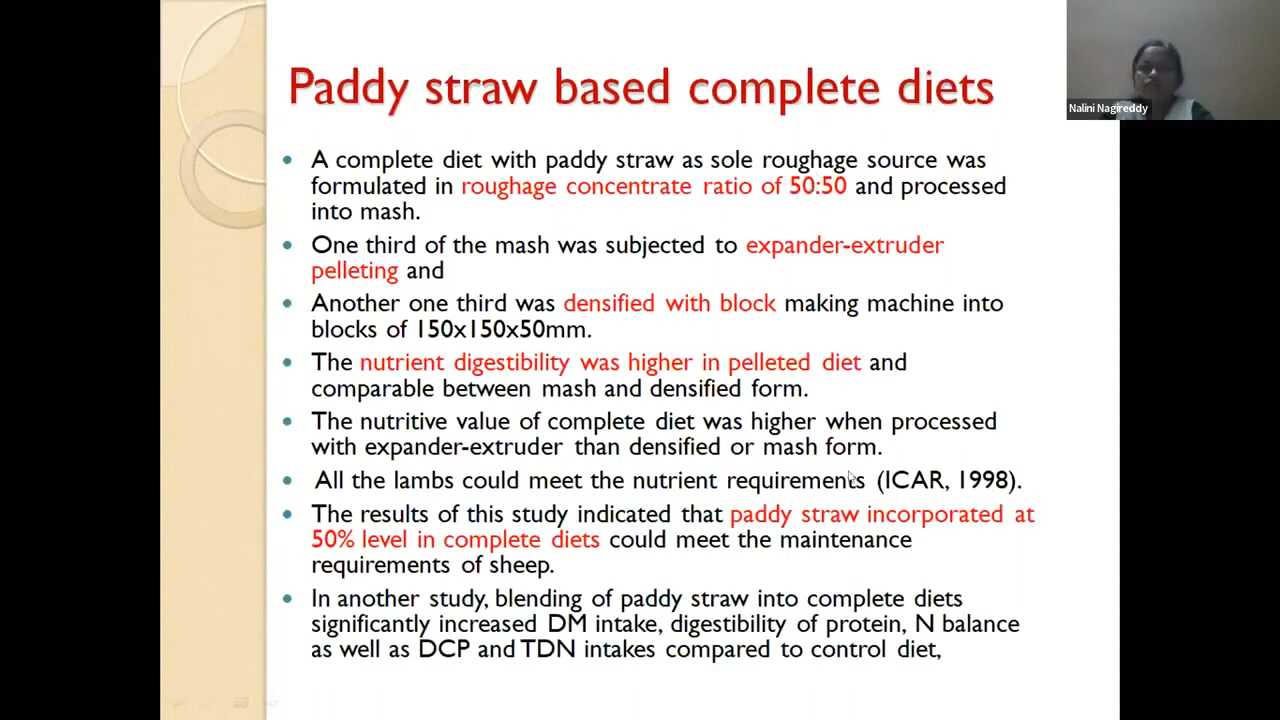 Paddy straw based complete diets
Nalini Nagireddy
• A complete diet with paddy straw as sole roughage source was
formulated in roughage concentrate ratio of 50:50 and processed
into mash.
• One third of the mash was subjected to expander-extruder
pelleting and
• Another one third was densified with block making machine into
blocks of 150x150x50mm.
• The nutrient digestibility was higher in pelleted diet and
comparable between mash and densified form.
• The nutritive value of complete diet was higher when processed
with expander-extruder than densified or mash form.
• All the lambs could meet the nutrient requirements (ICAR, 1998).
• The results of this study indicated that paddy straw incorporated at
50% level in complete diets could meet the maintenance
requirements of sheep.
• In another study, blending of paddy straw into complete diets
significantly increased DM intake, digestibility of protein, N balance
as well as DCP and TDN intakes compared to control diet,